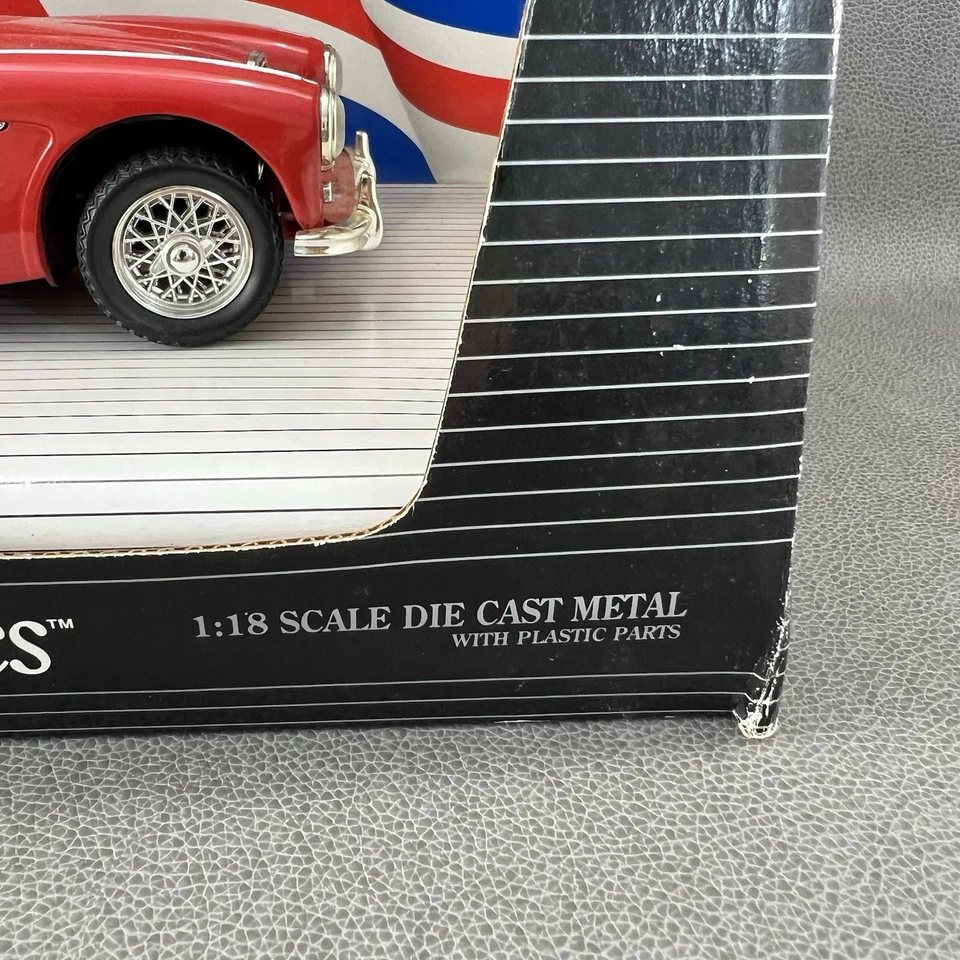 cs™
1:18 SCALE DIE CAST METAL
WITH PLASTIC PARTS